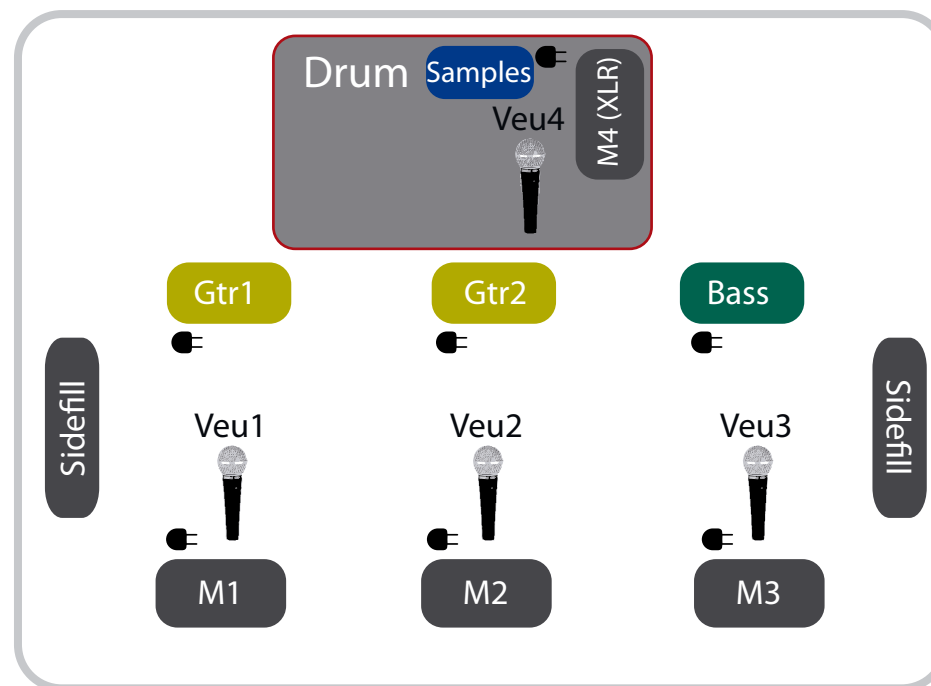 Drum
Samples
M4 (XLR)
Veu4
Gtr1
Gtr2
Bass
Sidefill
Sidefill
Veu1
Veu2
Veu3
M1
M2
M3